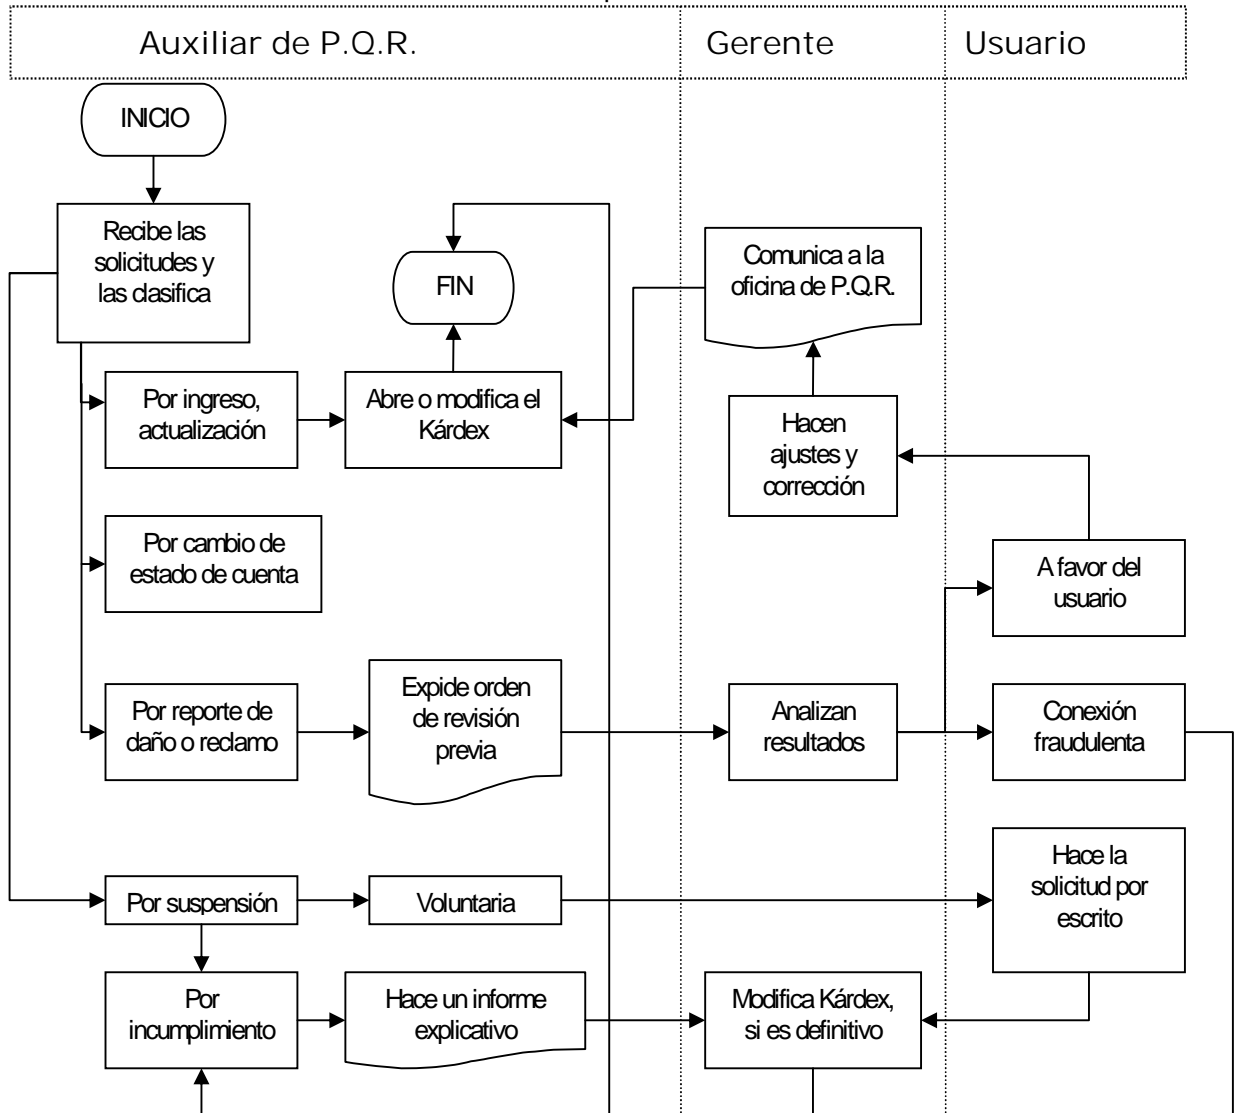 Auxiliar de P.Q.R.
Gerente
Usuario
INICIO
Recibe las
solicitudes y
las clasifica
FIN
Comunica a la
oficina de P.Q.R.
Por ingreso,
actualización
Abre o modifica el
Kárdex
Hacen
ajustes y
corrección
Por cambio de
estado de cuenta
A favor del
usuario
Por reporte de
daño o reclamo
Expide orden
de revisión
previa
Analizan
resultados
Conexión
fraudulenta
Por suspensión
Voluntaria
Hace la
solicitud por
escrito
Por
incumplimiento
Hace un informe
explicativo
Modifica Kárdex,
si es definitivo